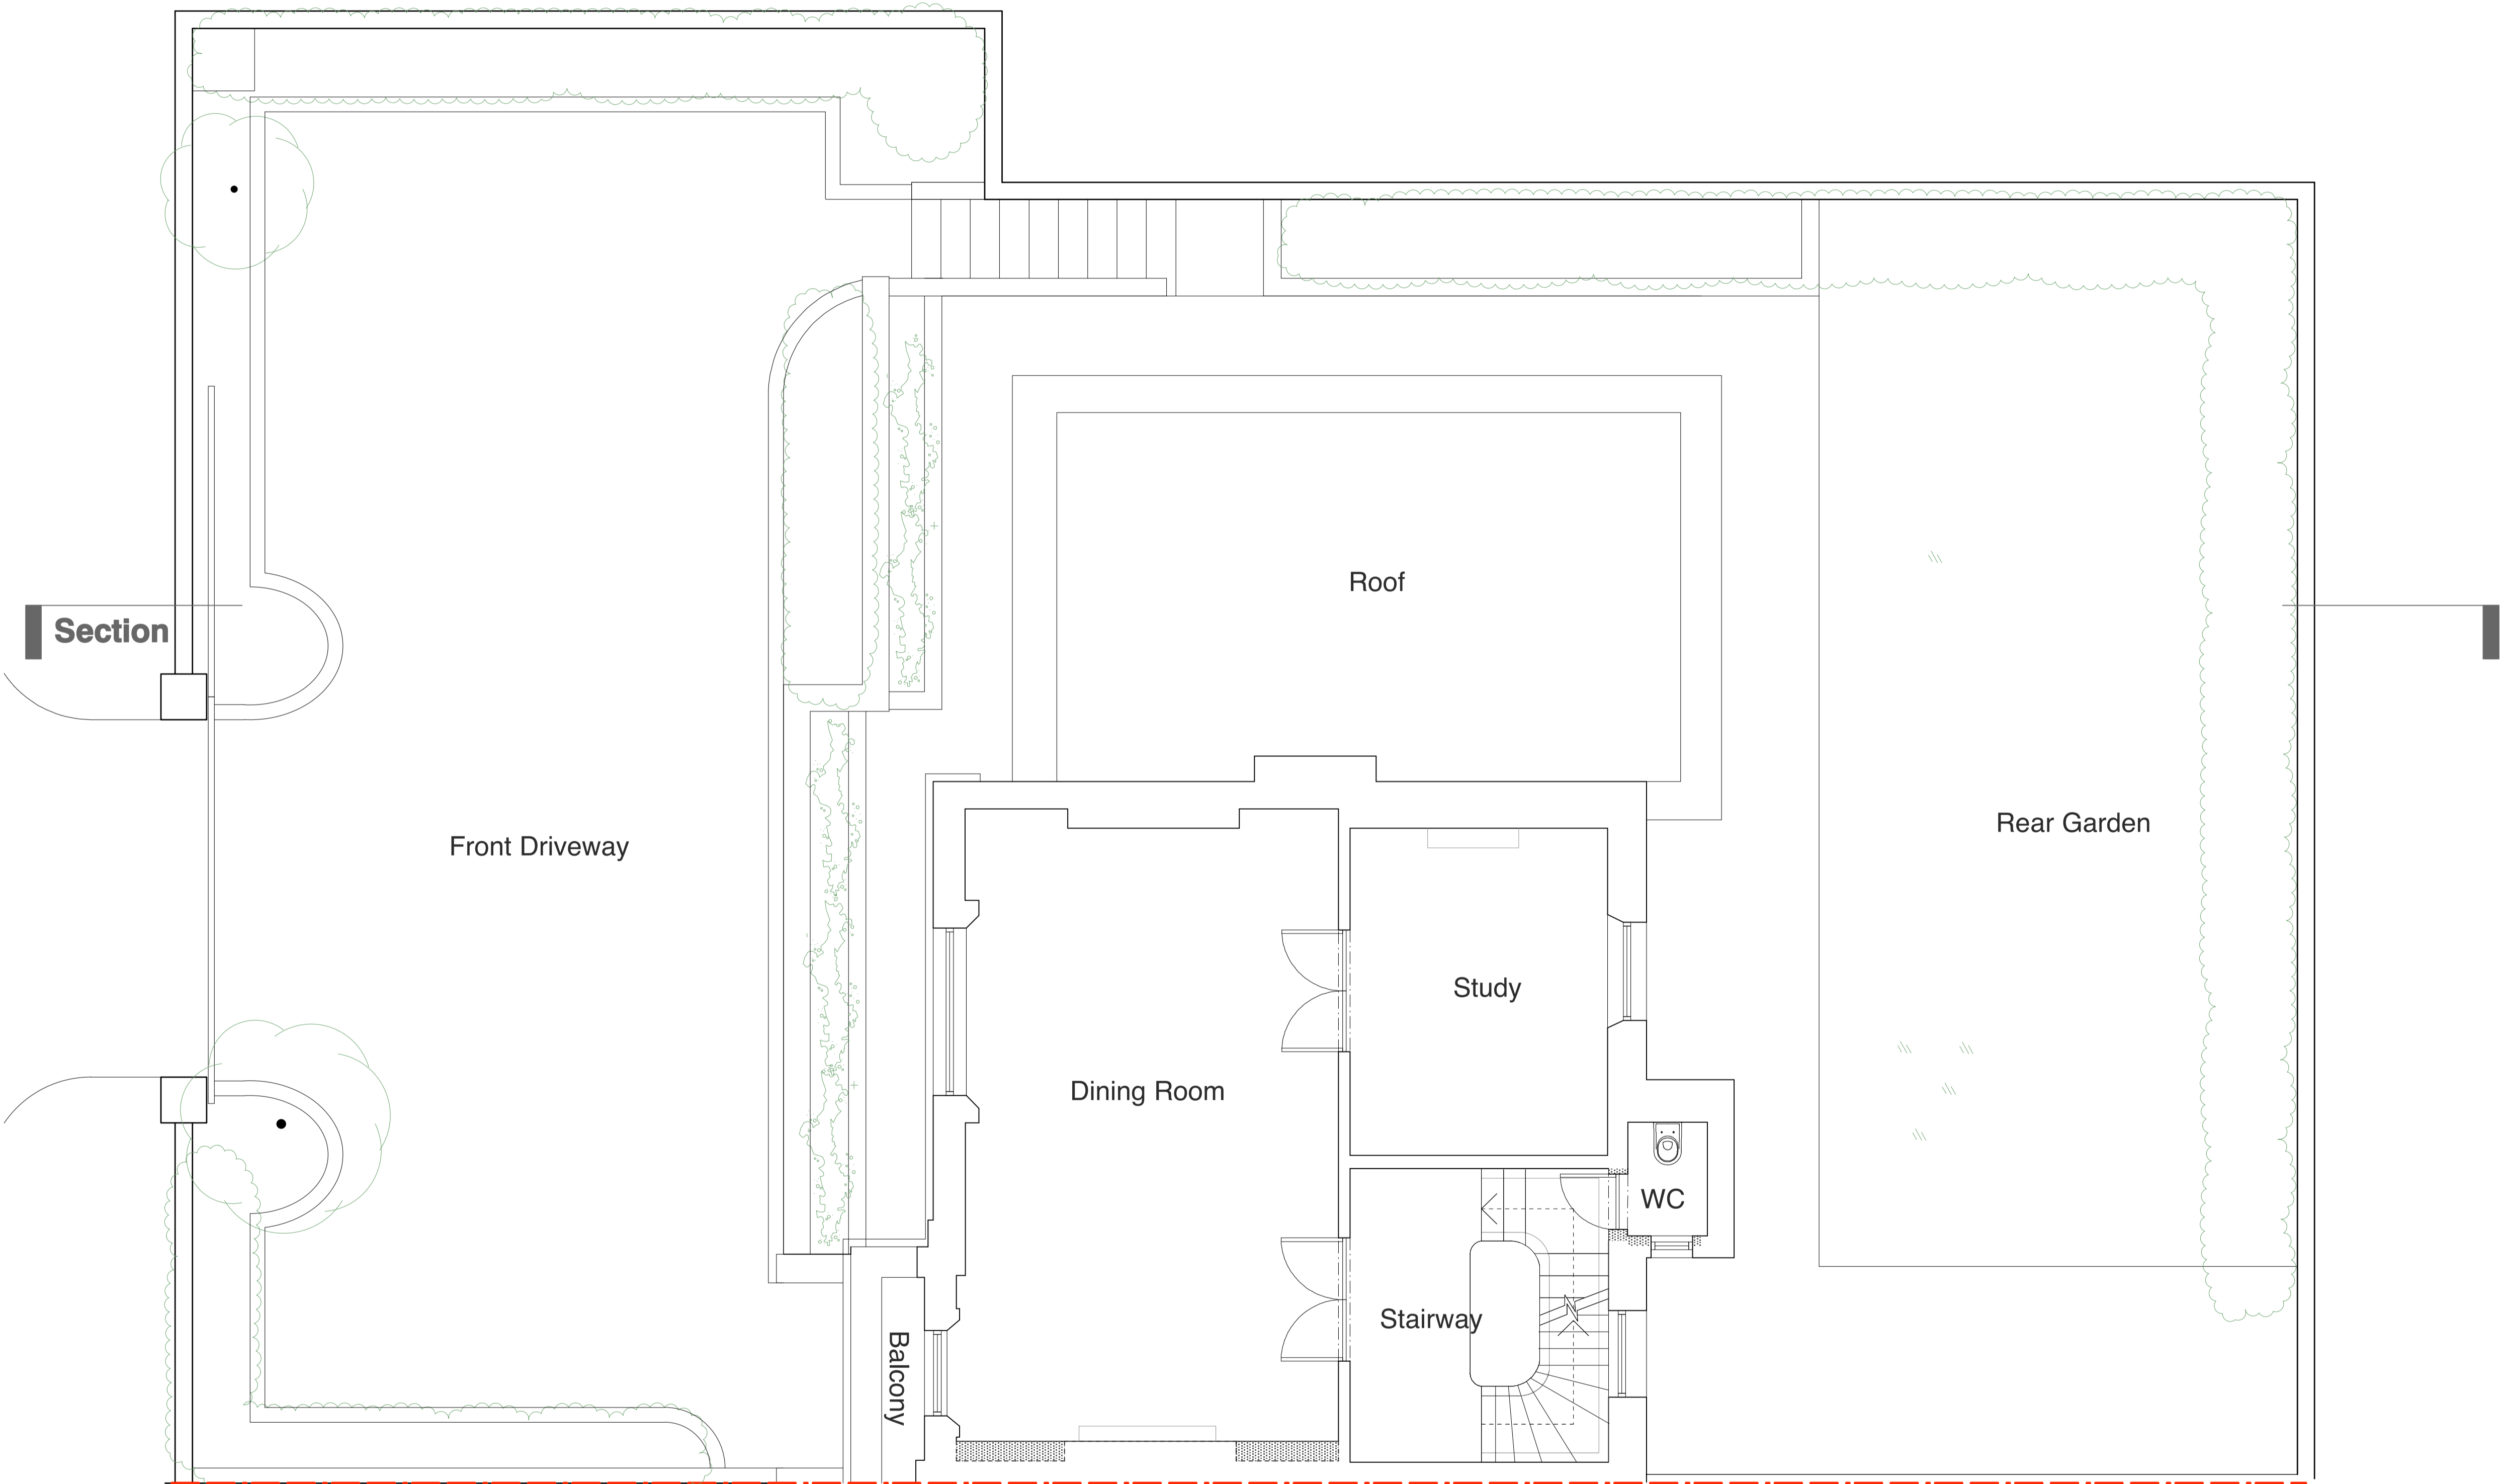 Roof
Section
Rear Garden
Front Driveway
Study
Dining Room
WC
Stairway
Balcony